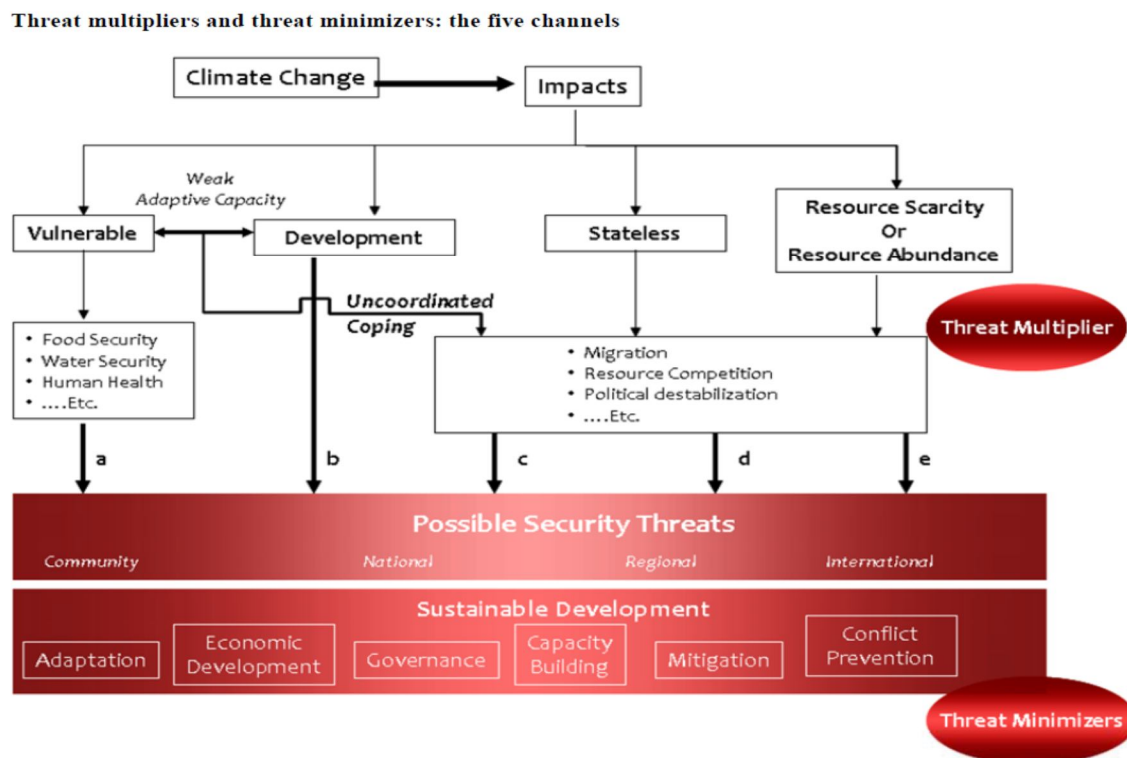 Threat multipliers and threat minimizers: the five channels
Climate Change
Impacts
Weak
Adaptive Capacity
Vulnerable
Development
Stateless
Resource Scarcity
Or
Resource Abundance
Uncoordinated
Coping
Threat Multiplier
• Food Security
• Water Security
• Human Health
• ....Etc.
• Migration
• Resource Competition
• Political destabilization
• ....Etc.
a
b
c
d
e
Possible Security Threats
Community
National
Regional
International
Sustainable Development
Adaptation
Economic
Development
Governance
Capacity
Building
Mitigation
Conflict
Prevention
Threat Minimizers